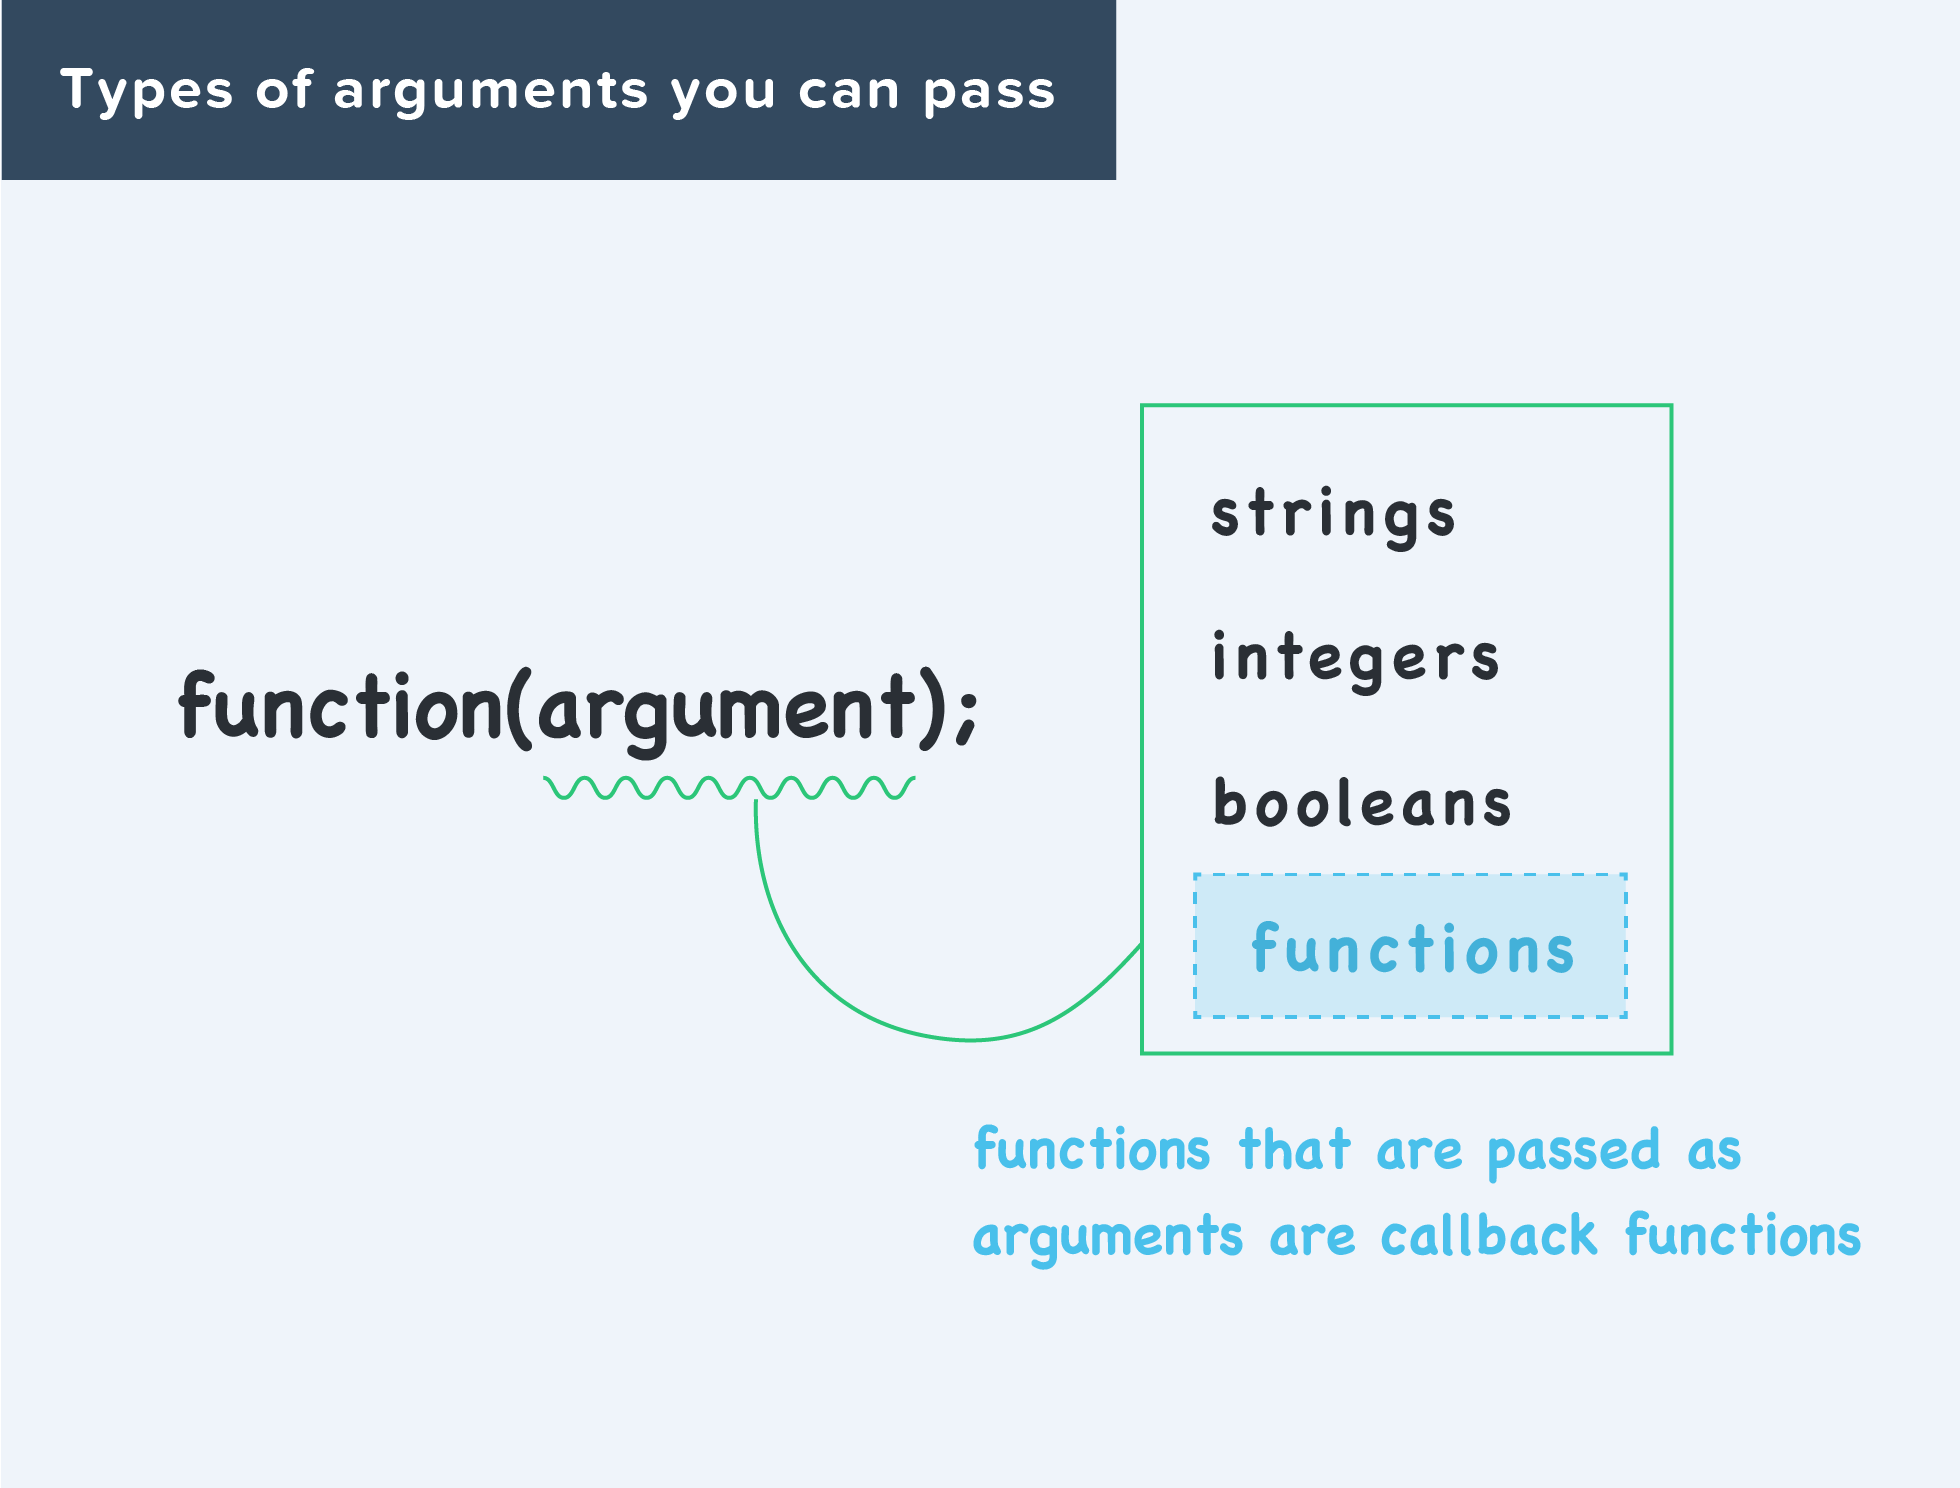 Types of arguments you can pass
function(argument);
strings
integers
booleans
functions
functions that are passed as
arguments are callback functions